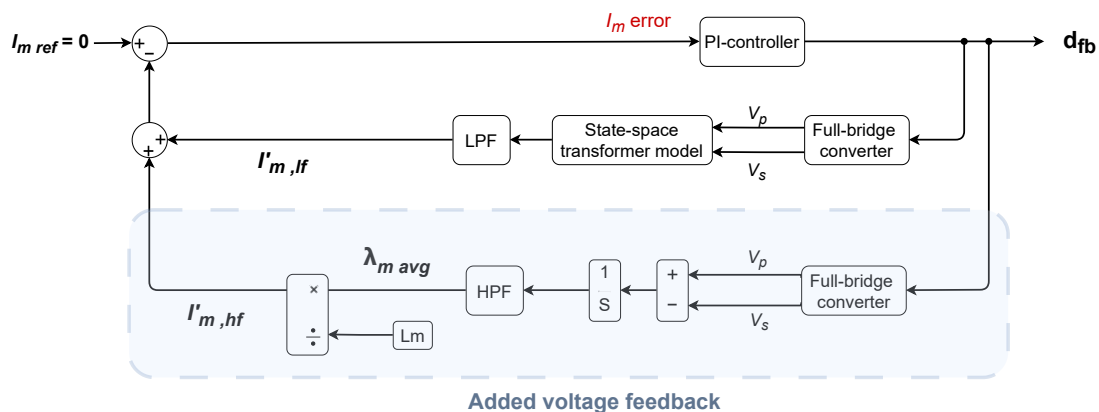 I_m error
I_m ref = 0
+
−
PI-controller
d_fb
V_p
Full-bridge
converter
State-space
transformer model
LPF
V_s
+
+
I'_m ,lf
λ_m avg
V_p
Full-bridge
converter
+
−
1
S
HPF
×
I'_m ,hf
V_s
÷
Lm
Added voltage feedback